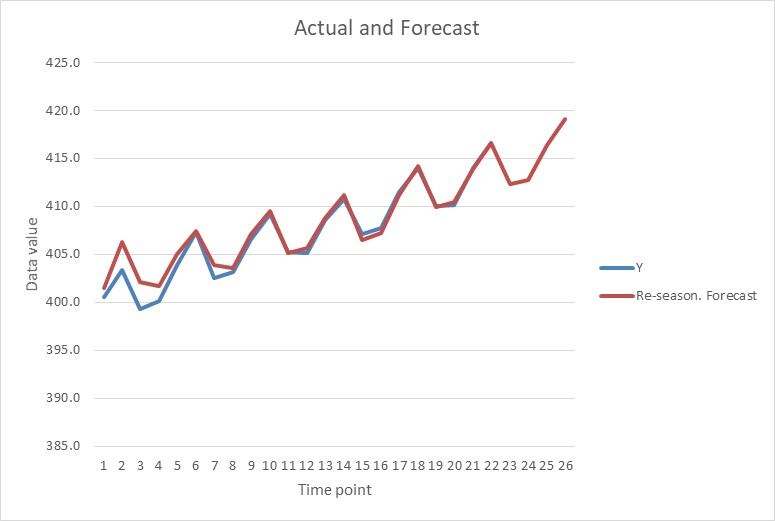 Actual and Forecast
425.0
420.0
415.0
410.0
405.0
400.0
395.0
390.0
385.0
Data value
1 2 3 4 5 6 7 8 9 10 11 12 13 14 15 16 17 18 19 20 21 22 23 24 25 26
Time point
Y
Re-season. Forecast